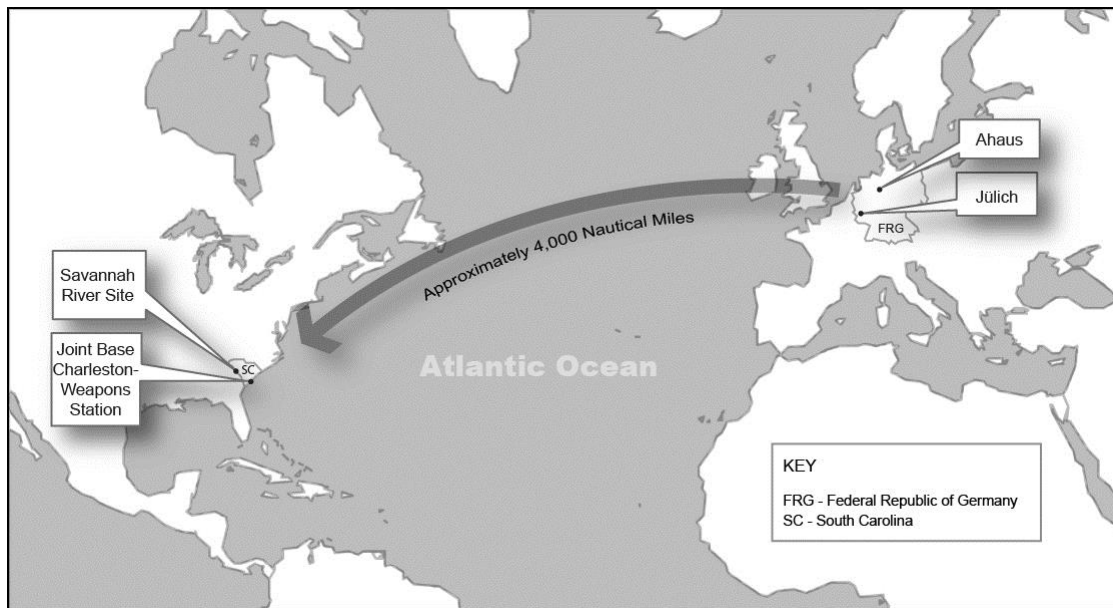 Ahaus
Jülich
FRG
Approximately 4,000 Nautical Miles
Savannah
River Site
Joint Base
Charleston-
Weapons
Station
SC
Atlantic Ocean
KEY
FRG - Federal Republic of Germany
SC - South Carolina